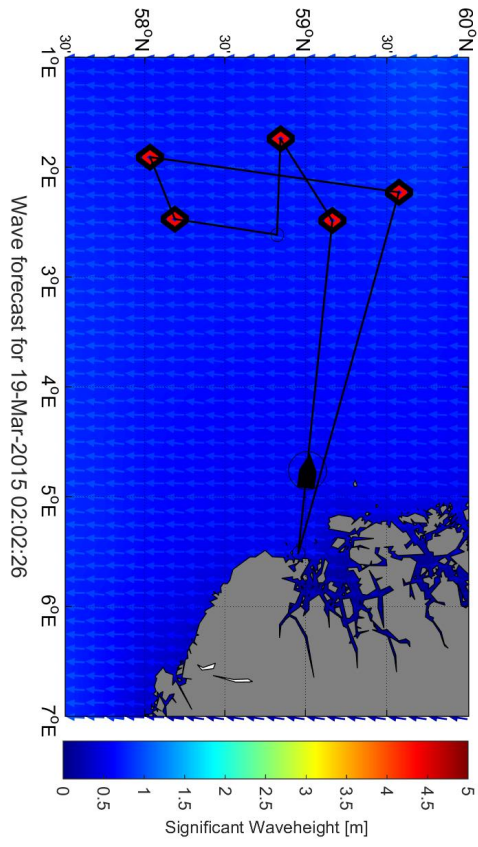 60°N
30'
59°N
30'
58°N
30'
1°E
2°E
3°E
4°E
5°E
6°E
7°E
Wave forecast for 19-Mar-2015 02:02:26
0
0.5
1
1.5
2
2.5
3
3.5
4
4.5
5
Significant Waveheight [m]